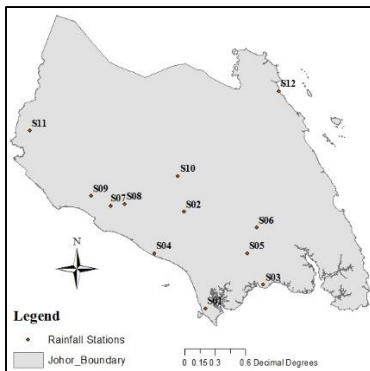 S12
S11
S10
S09
S07 S08
S02
S06
S04
S05
N
S03
S01
Legend
Rainfall Stations
Johor_Boundary
0 0.15 0.3 0.6 Decimal Degrees